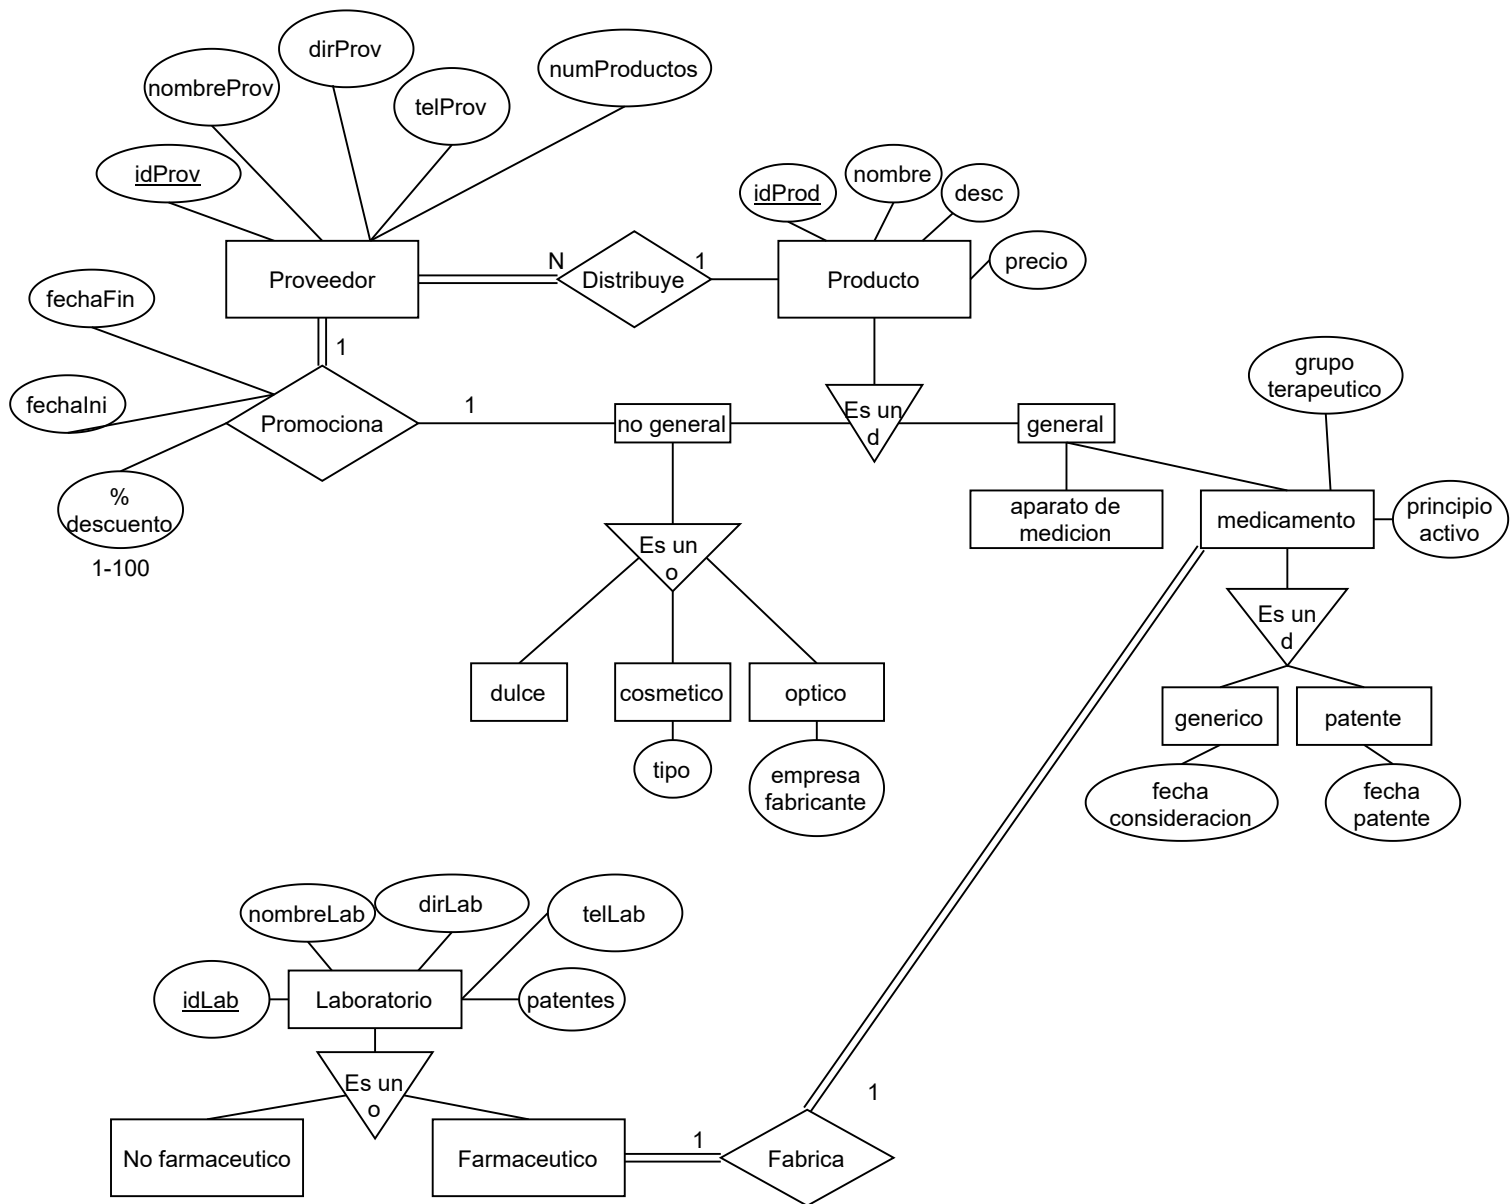 dirProv
numProductos
nombreProv
telProv
idProv
nombre
idProd
desc
precio
Proveedor
N
Distribuye
1
Producto
fechaFin
1
grupo
terapeutico
fechaIni
Promociona
1
no general
Es un
d
general
%
descuento
1-100
aparato de
medicion
medicamento
principio
activo
Es un
o
Es un
d
dulce
cosmetico
optico
generico
patente
tipo
empresa
fabricante
fecha
consideracion
fecha
patente
nombreLab
dirLab
telLab
idLab
Laboratorio
patentes
Es un
o
1
No farmaceutico
Farmaceutico
1
Fabrica